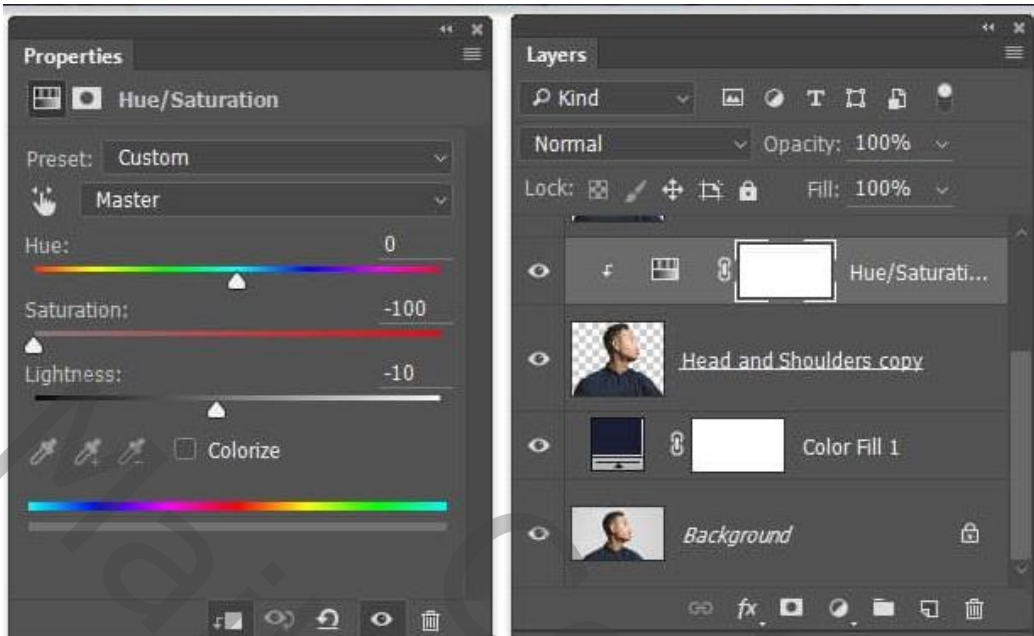 Properties
Hue/Saturation
Preset: Custom
Master
Hue: 0
Saturation: -100
Lightness: -10
Colorize
Layers
Kind
Normal Opacity: 100%
Lock: Fill: 100%
Hue/Saturati...
Head and Shoulders copy
Color Fill 1
Background
fx